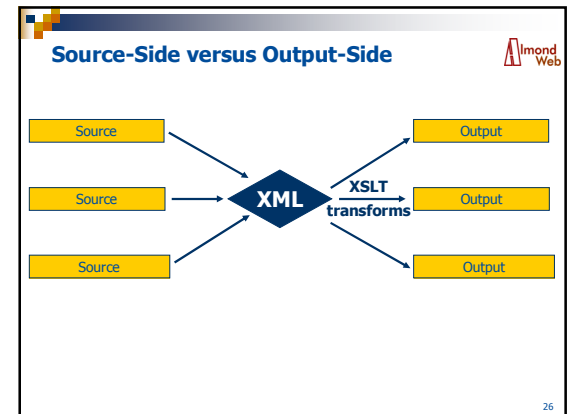 Source-Side versus Output-Side
Almond
Web
Source
Output
Source
XML
XSLT
transforms
Output
Source
Output
26